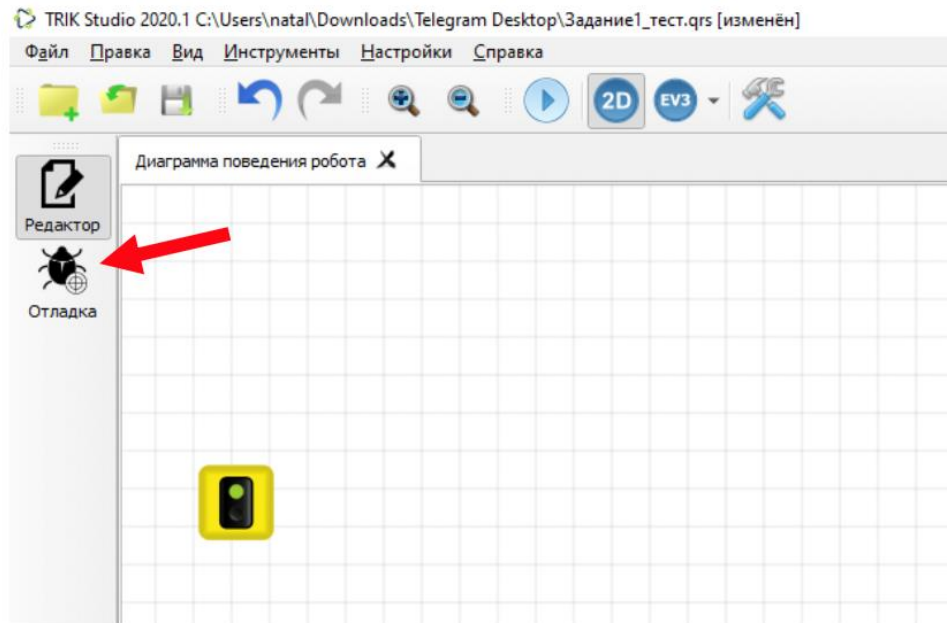 TRIK Studio 2020.1 C:\Users\natal\Downloads\Telegram Desktop\Задание1_тест.qrs [изменён]
Файл Правка Вид Инструменты Настройки Справка
2D EV3
Диаграмма поведения робота
Редактор
Отладка